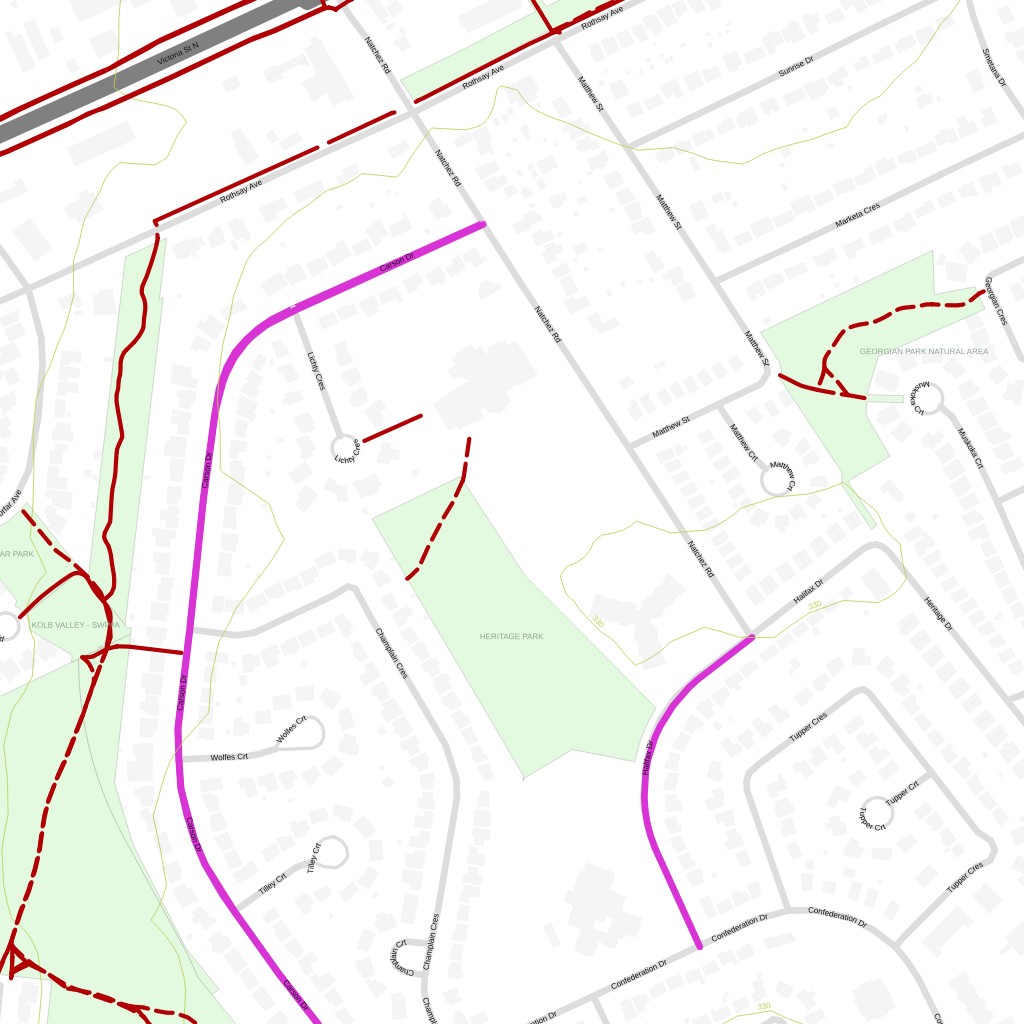 Victoria St N
Natchez Rd
Rothsay Ave
Rothsay Ave
Sunrise Dr
Smetana Dr
Matthew St
Natchez Rd
Rothsay Ave
Matthew St
Marketa Cres
Carson Dr
Georgian Cres
Natchez Rd
Matthew St
GEORGIAN PARK NATURAL AREA
Lichty Cres
Muskoka Crt
Matthew St
Matthew Crt
Muskoka Crt
Lichty Cres
Carson Dr
Matthew Crt
AR PARK
Natchez Rd
Halifax Dr
330
330
Heritage Dr
KOLB VALLEY - SWM
HERITAGE PARK
Champlain Cres
Carson Dr
Wolfes Crt
Wolfes Crt
Tupper Cres
Halifax Dr
Tupper Crt
Tupper Crt
Carson Dr
Tilley Crt
Tilley Crt
Tupper Cres
Confederation Dr
Confederation Dr
Champlain Cres
Champlain Crt
Confederation Dr
Carson Dr
330